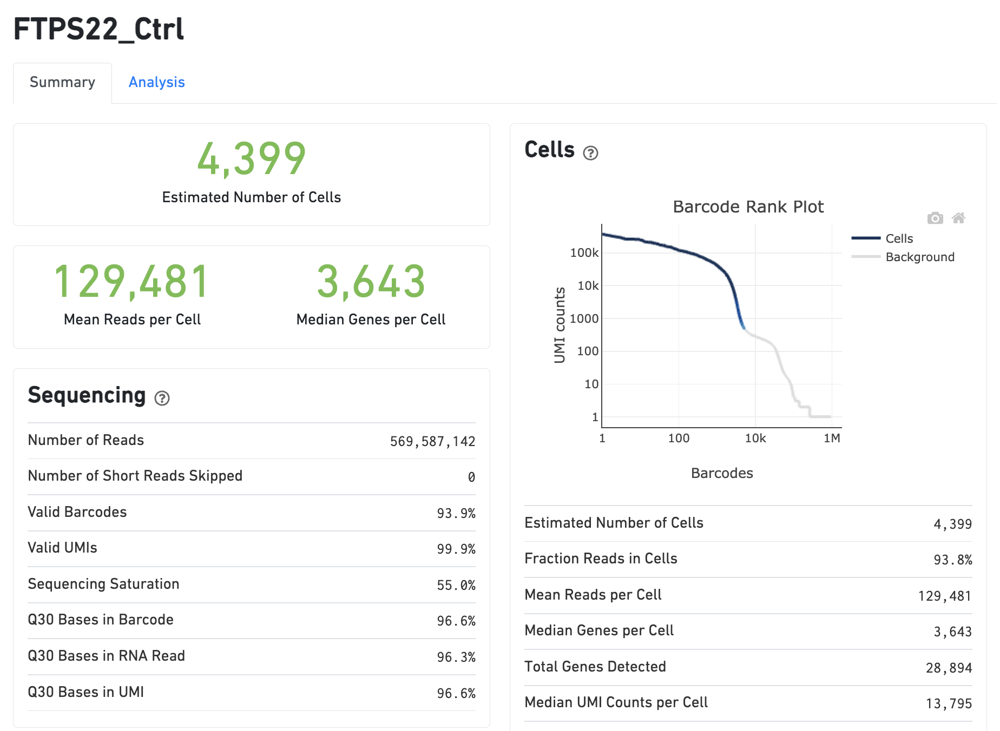 FTPS22_Ctrl
Summary
Analysis
4,399
Estimated Number of Cells
129,481
Mean Reads per Cell
3,643
Median Genes per Cell
Sequencing ?
Number of Reads 569,587,142
Number of Short Reads Skipped 0
Valid Barcodes 93.9%
Valid UMIs 99.9%
Sequencing Saturation 55.0%
Q30 Bases in Barcode 96.6%
Q30 Bases in RNA Read 96.3%
Q30 Bases in UMI 96.6%
Cells ?
Barcode Rank Plot
Cells
Background
UMI counts
100k
10k
1000
100
10
1
1 100 10k 1M
Barcodes
Estimated Number of Cells 4,399
Fraction Reads in Cells 93.8%
Mean Reads per Cell 129,481
Median Genes per Cell 3,643
Total Genes Detected 28,894
Median UMI Counts per Cell 13,795